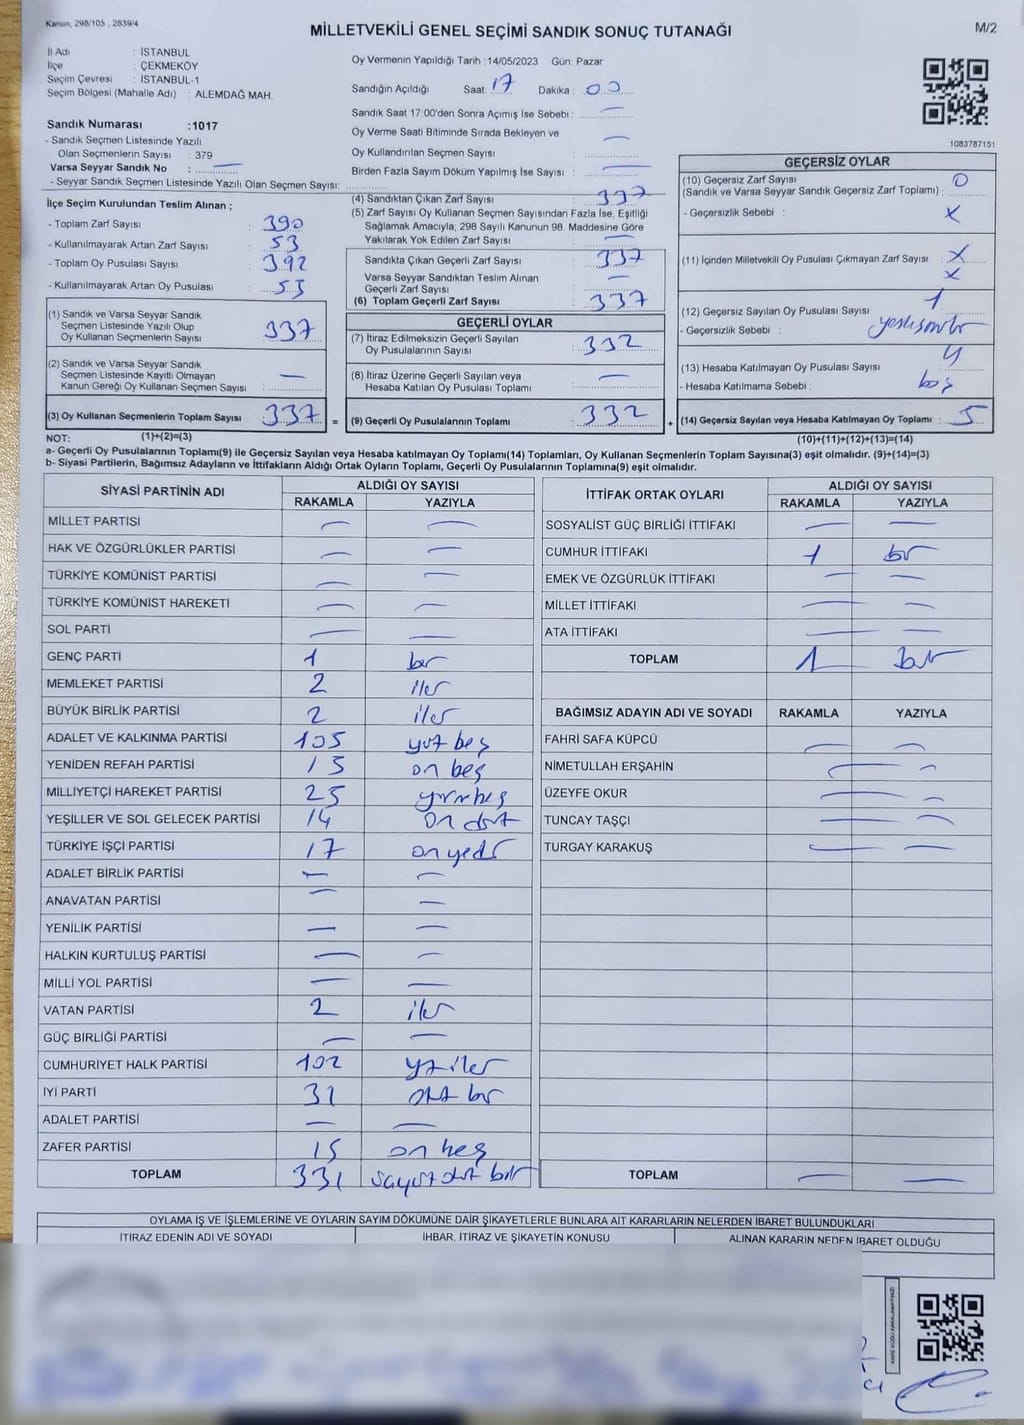 Kanun, 298/105 , 2839/4
MİLLETVEKİLİ GENEL SEÇİMİ SANDIK SONUÇ TUTANAĞI
M/2
İl Adı : İSTANBUL
İlçe : ÇEKMEKÖY
Seçim Çevresi : İSTANBUL-1
Seçim Bölgesi (Mahalle Adı) : ALEMDAĞ MAH.
Sandık Numarası :1017
- Sandık Seçmen Listesinde Yazılı
Olan Seçmenlerin Sayısı : 379
Varsa Seyyar Sandık No : —
- Seyyar Sandık Seçmen Listesinde Yazılı Olan Seçmen Sayısı:
Oy Vermenin Yapıldığı Tarih :14/05/2023 Gün: Pazar
Sandığın Açıldığı Saat: 17 Dakika : 00
Sandık Saat 17:00'den Sonra Açımış İse Sebebi : —
Oy Verme Saati Bitiminde Sırada Bekleyen ve
Oy Kullandırılan Seçmen Sayısı : —
Birden Fazla Sayım Döküm Yapılmış İse Sayısı : —
1083787151
İlçe Seçim Kurulundan Teslim Alınan ;
- Toplam Zarf Sayısı : 390
- Kullanılmayarak Artan Zarf Sayısı : 53
- Toplam Oy Pusulası Sayısı : 392
- Kullanılmayarak Artan Oy Pusulası : 55
(1) Sandık ve Varsa Seyyar Sandık
Seçmen Listesinde Yazılı Olup
Oy Kullanan Seçmenlerin Sayısı : 337
(2) Sandık ve Varsa Seyyar Sandık
Seçmen Listesinde Kayıtlı Olmayan
Kanun Gereği Oy Kullanan Seçmen Sayısı : —
(3) Oy Kullanan Seçmenlerin Toplam Sayısı : 337
(4) Sandıktan Çıkan Zarf Sayısı : 337
(5) Zarf Sayısı Oy Kullanan Seçmen Sayısından Fazla İse, Eşitliği
Sağlamak Amacıyla; 298 Sayılı Kanunun 98. Maddesine Göre
Yakılarak Yok Edilen Zarf Sayısı : —
Sandıkta Çıkan Geçerli Zarf Sayısı : 337
Varsa Seyyar Sandıktan Teslim Alınan
Geçerli Zarf Sayısı : —
(6) Toplam Geçerli Zarf Sayısı : 337
GEÇERLİ OYLAR
(7) İtiraz Edilmeksizin Geçerli Sayılan
Oy Pusulalarının Sayısı : 332
(8) İtiraz Üzerine Geçerli Sayılan veya
Hesaba Katılan Oy Pusulası Toplamı : —
= (9) Geçerli Oy Pusulalarının Toplamı : 332
GEÇERSİZ OYLAR
(10) Geçersiz Zarf Sayısı
(Sandık ve Varsa Seyyar Sandık Geçersiz Zarf Toplamı) : 0
- Geçersizlik Sebebi : X
(11) İçinden Milletvekili Oy Pusulası Çıkmayan Zarf Sayısı : X
X
(12) Geçersiz Sayılan Oy Pusulası Sayısı : 1
- Geçersizlik Sebebi :
(13) Hesaba Katılmayan Oy Pusulası Sayısı : 4
- Hesaba Katılmama Sebebi : boş
+ (14) Geçersiz Sayılan veya Hesaba Katılmayan Oy Toplamı : 5
NOT: (1)+(2)=(3)
(10)+(11)+(12)+(13)=(14)
a- Geçerli Oy Pusulalarının Toplamı(9) ile Geçersiz Sayılan veya Hesaba katılmayan Oy Toplamı(14) Toplamları, Oy Kullanan Seçmenlerin Toplam Sayısına(3) eşit olmalıdır. (9)+(14)=(3)
b- Siyasi Partilerin, Bağımsız Adayların ve İttifakların Aldığı Ortak Oyların Toplamı, Geçerli Oy Pusulalarının Toplamına(9) eşit olmalıdır.
SİYASİ PARTİNİN ADI ALDIĞI OY SAYISI
RAKAMLA YAZIYLA
MİLLET PARTİSİ — —
HAK VE ÖZGÜRLÜKLER PARTİSİ — —
TÜRKİYE KOMÜNİST PARTİSİ — —
TÜRKİYE KOMÜNİST HAREKETİ — —
SOL PARTİ — —
GENÇ PARTİ 1 bir
MEMLEKET PARTİSİ 2 iki
BÜYÜK BİRLİK PARTİSİ 2 iki
ADALET VE KALKINMA PARTİSİ 105 yüz beş
YENİDEN REFAH PARTİSİ 15 on beş
MİLLİYETÇİ HAREKET PARTİSİ 25 yirmibeş
YEŞİLLER VE SOL GELECEK PARTİSİ 14 on dört
TÜRKİYE İŞÇİ PARTİSİ 17 on yedi
ADALET BİRLİK PARTİSİ — —
ANAVATAN PARTİSİ — —
YENİLİK PARTİSİ — —
HALKIN KURTULUŞ PARTİSİ — —
MİLLİ YOL PARTİSİ — —
VATAN PARTİSİ 2 iki
GÜÇ BİRLİĞİ PARTİSİ — —
CUMHURİYET HALK PARTİSİ 102 yüz iki
İYİ PARTİ 31 otuz bir
ADALET PARTİSİ — —
ZAFER PARTİSİ 15 on beş
TOPLAM 331
İTTİFAK ORTAK OYLARI ALDIĞI OY SAYISI
RAKAMLA YAZIYLA
SOSYALİST GÜÇ BİRLİĞİ İTTİFAKI — —
CUMHUR İTTİFAKI 1 bir
EMEK VE ÖZGÜRLÜK İTTİFAKI — —
MİLLET İTTİFAKI — —
ATA İTTİFAKI — —
TOPLAM 1 bir
BAĞIMSIZ ADAYIN ADI VE SOYADI RAKAMLA YAZIYLA
FAHRİ SAFA KÜPCÜ — —
NİMETULLAH ERŞAHİN — —
ÜZEYFE OKUR — —
TUNCAY TAŞÇI — —
TURGAY KARAKUŞ — —
TOPLAM — —
OYLAMA İŞ VE İŞLEMLERİNE VE OYLARIN SAYIM DÖKÜMÜNE DAİR ŞİKAYETLERLE BUNLARA AİT KARARLARIN NELERDEN İBARET BULUNDUKLARI
İTİRAZ EDENİN ADI VE SOYADI İHBAR, İTİRAZ VE ŞİKAYETİN KONUSU ALINAN KARARIN NEDEN İBARET OLDUĞU